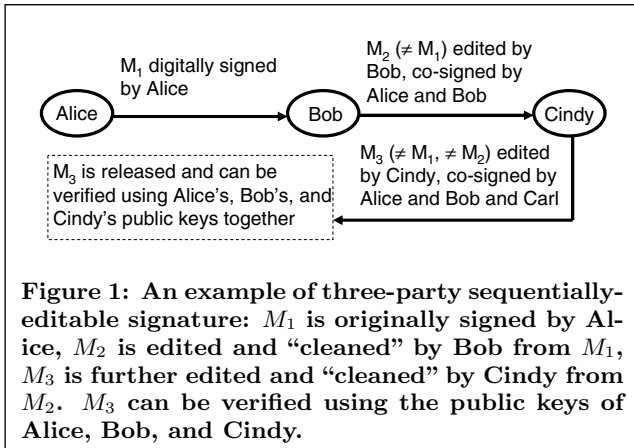 M1 digitally signed
by Alice
M2 (≠ M1) edited by
Bob, co-signed by
Alice and Bob
Alice
Bob
Cindy
M3 is released and can be
verified using Alice's, Bob's, and
Cindy's public keys together
M3 (≠ M1, ≠ M2) edited
by Cindy, co-signed by
Alice and Bob and Carl
Figure 1: An example of three-party sequentially-
editable signature: M1 is originally signed by Al-
ice, M2 is edited and “cleaned” by Bob from M1,
M3 is further edited and “cleaned” by Cindy from
M2. M3 can be verified using the public keys of
Alice, Bob, and Cindy.